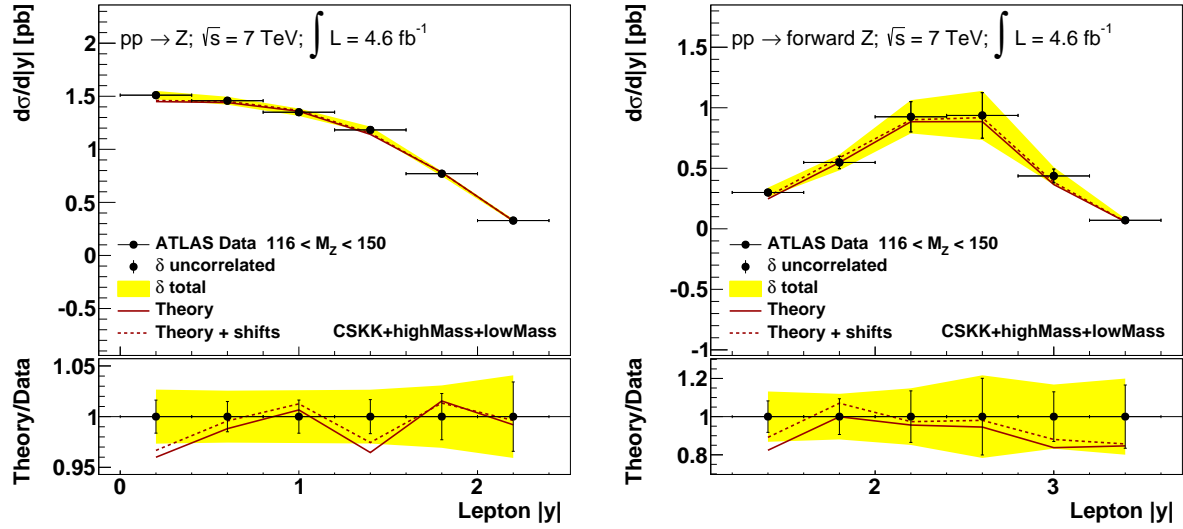 dσ/d|y| [pb]
pp → Z; √s = 7 TeV; ∫ L = 4.6 fb⁻¹
2
1.5
1
0.5
0
-0.5
ATLAS Data 116 < M_Z < 150
δ uncorrelated
δ total
Theory
Theory + shifts
CSKK+highMass+lowMass
Theory/Data
1.05
1
0.95
0 1 2
Lepton |y|
dσ/d|y| [pb]
pp → forward Z; √s = 7 TeV; ∫ L = 4.6 fb⁻¹
1.5
1
0.5
0
-0.5
-1
ATLAS Data 116 < M_Z < 150
δ uncorrelated
δ total
Theory
Theory + shifts
CSKK+highMass+lowMass
Theory/Data
1.2
1
0.8
2 3
Lepton |y|